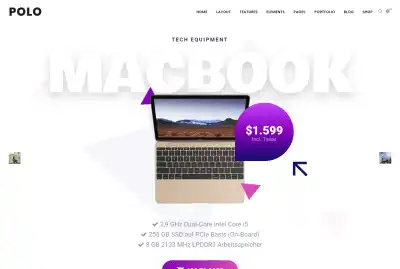 POLO
HOME LAYOUT FEATURES ELEMENTS PAGES PORTFOLIO BLOG SHOP
TECH EQUIPMENT
MACBOOK
$1.599
Incl. Taxes
2,9 GHz Dual-Core Intel Core i5
256 GB SSD auf PCIe Basis (On-Board)
8 GB 2133 MHz LPDDR3 Arbeitsspeicher